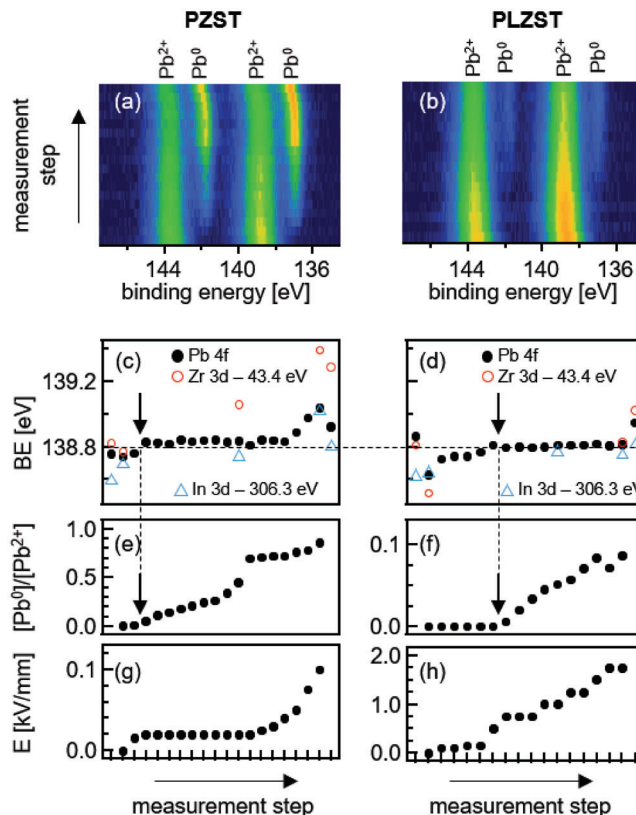 PZST
PLZST
Pb2+ Pb0 Pb2+ Pb0
Pb2+ Pb0 Pb2+ Pb0
(a)
(b)
measurement
step
144 140 136
144 140 136
binding energy [eV]
binding energy [eV]
(c)
● Pb 4f
○ Zr 3d – 43.4 eV
△ In 3d – 306.3 eV
(d)
● Pb 4f
○ Zr 3d – 43.4 eV
△ In 3d – 306.3 eV
BE [eV]
139.2
138.8
[Pb0]/[Pb2+]
(e)
1.0
0.5
0.0
(f)
0.1
0.0
E [kV/mm]
(g)
0.1
0.0
(h)
2.0
1.0
0.0
measurement step
measurement step